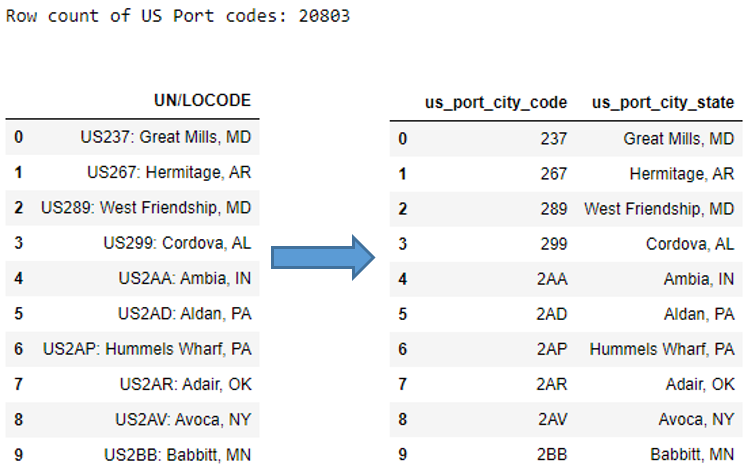 Row count of US Port codes: 20803
UN/LOCODE
0 US237: Great Mills, MD
1 US267: Hermitage, AR
2 US289: West Friendship, MD
3 US299: Cordova, AL
4 US2AA: Ambia, IN
5 US2AD: Aldan, PA
6 US2AP: Hummels Wharf, PA
7 US2AR: Adair, OK
8 US2AV: Avoca, NY
9 US2BB: Babbitt, MN
us_port_city_code us_port_city_state
0 237 Great Mills, MD
1 267 Hermitage, AR
2 289 West Friendship, MD
3 299 Cordova, AL
4 2AA Ambia, IN
5 2AD Aldan, PA
6 2AP Hummels Wharf, PA
7 2AR Adair, OK
8 2AV Avoca, NY
9 2BB Babbitt, MN